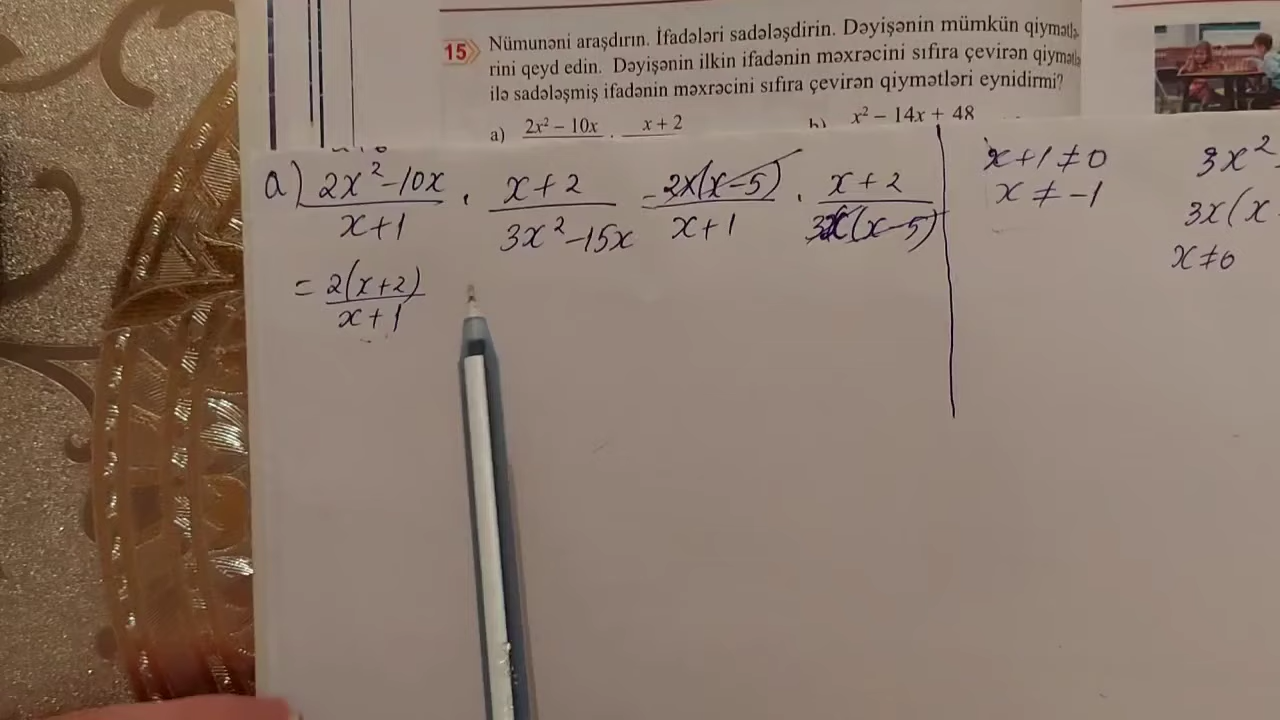 15 Nümunəni araşdırın. İfadələri sadələşdirin. Dəyişənin mümkün qiymətlə
rini qeyd edin. Dəyişənin ilkin ifadənin məxrəcini sıfıra çevirən qiymətlə
ilə sadələşmiş ifadənin məxrəcini sıfıra çevirən qiymətləri eynidirmi?
a) 2x² – 10x · x + 2
x² – 14x + 48
a) 2x²-10x / x+1 · x+2 / 3x²-15x = 2x(x-5) / x+1 · x+2 / 3x(x-5)
= 2(x+2) / x+1
x+1≠0
x≠-1
3x²
3x(x
x≠0